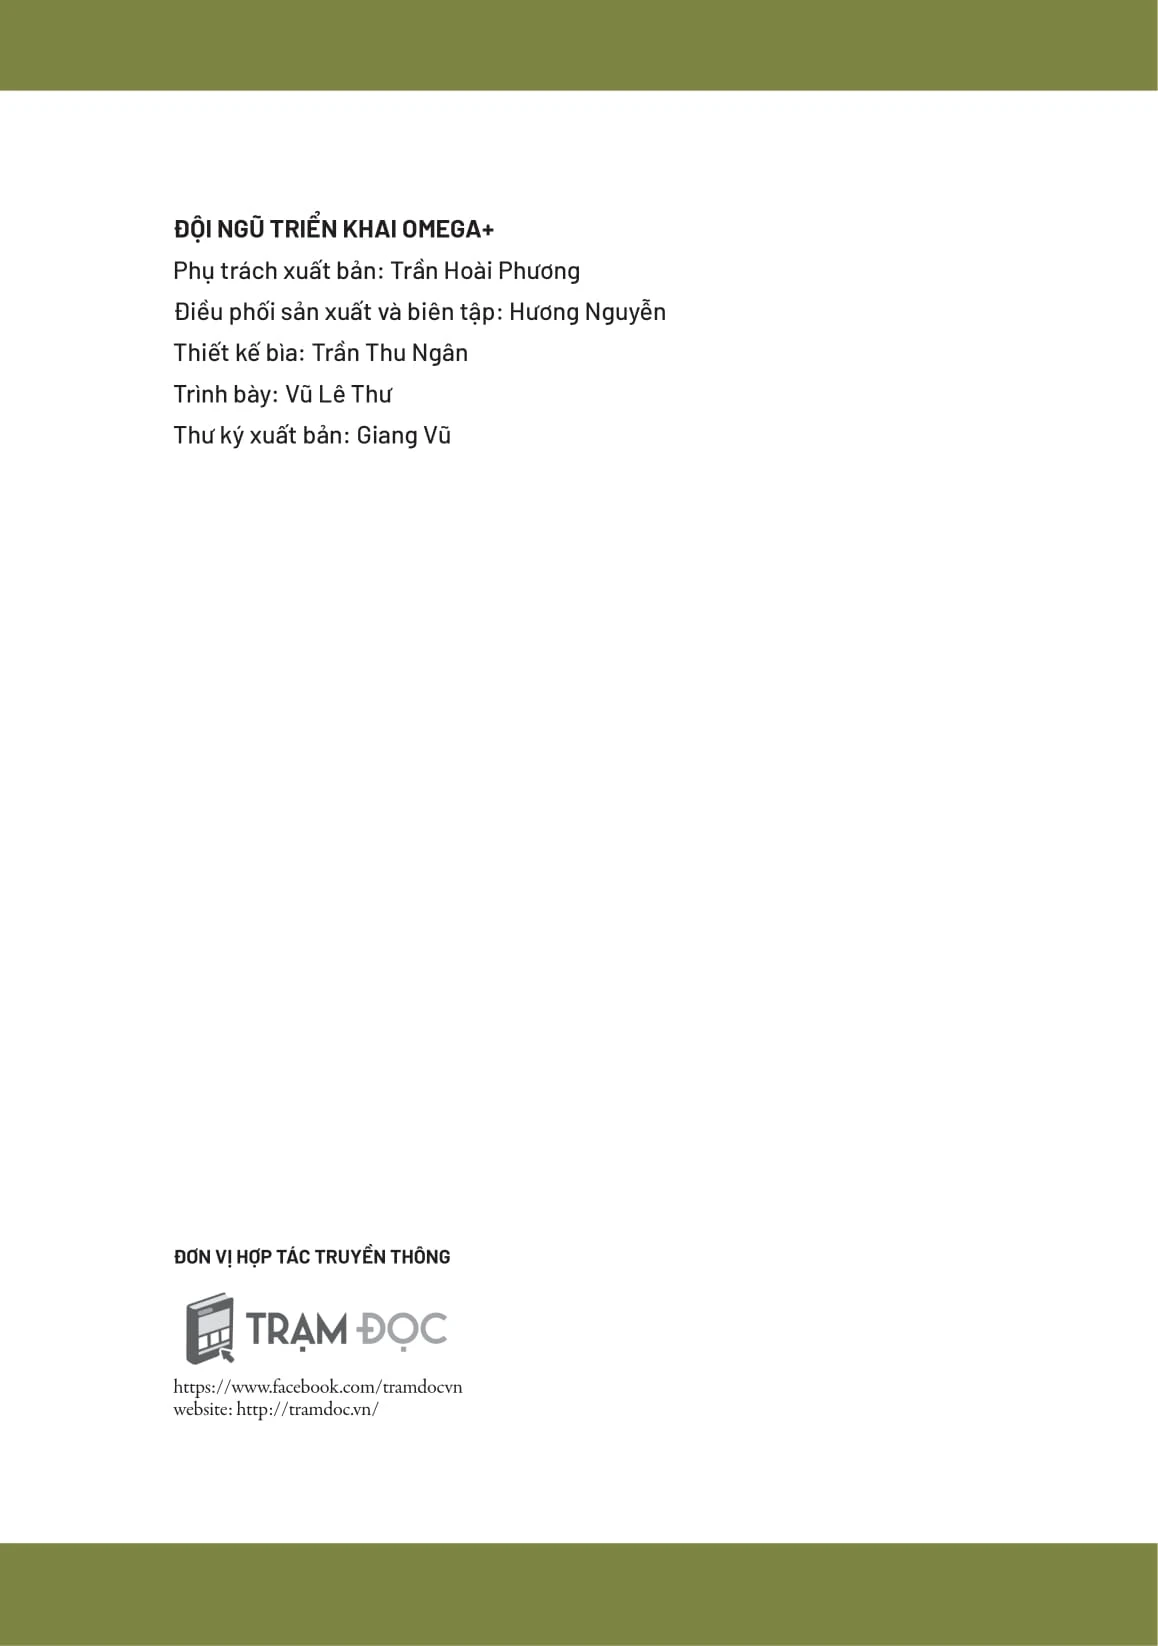 ĐỘI NGŨ TRIỂN KHAI OMEGA+
Phụ trách xuất bản: Trần Hoài Phương
Điều phối sản xuất và biên tập: Hương Nguyễn
Thiết kế bìa: Trần Thu Ngân
Trình bày: Vũ Lê Thư
Thư ký xuất bản: Giang Vũ
ĐƠN VỊ HỢP TÁC TRUYỀN THÔNG
TRẠM ĐỌC
https://www.facebook.com/tramdocvn
website: http://tramdoc.vn/